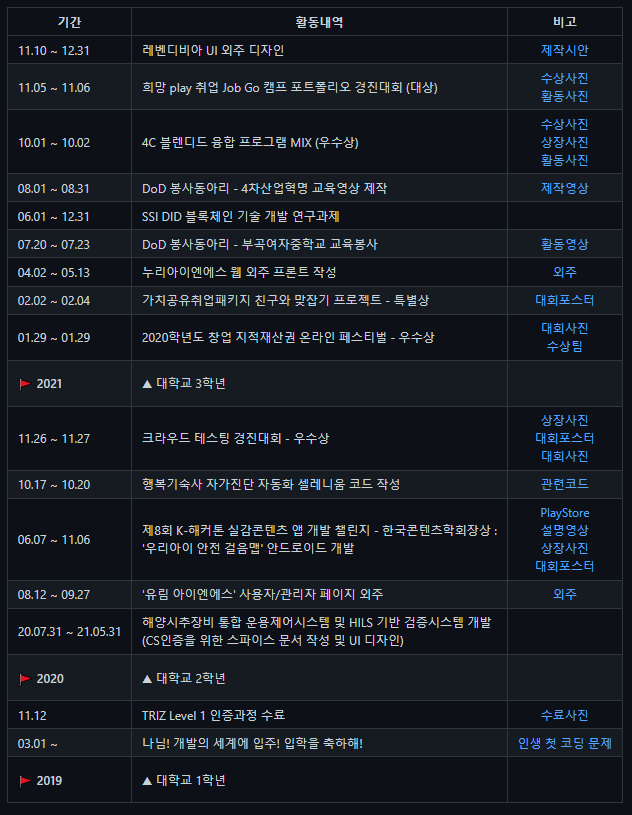 기간 활동내역 비고
11.10 ~ 12.31 레벤디비아 UI 외주 디자인 제작시안
11.05 ~ 11.06 희망 play 취업 Job Go 캠프 포트폴리오 경진대회 (대상) 수상사진
활동사진
10.01 ~ 10.02 4C 블렌디드 융합 프로그램 MIX (우수상) 수상사진
상장사진
활동사진
08.01 ~ 08.31 DoD 봉사동아리 - 4차산업혁명 교육영상 제작 제작영상
06.01 ~ 12.31 SSI DID 블록체인 기술 개발 연구과제
07.20 ~ 07.23 DoD 봉사동아리 - 부곡여자중학교 교육봉사 활동영상
04.02 ~ 05.13 누리아이엔에스 웹 외주 프론트 작성 외주
02.02 ~ 02.04 가치공유취업패키지 친구와 맞잡기 프로젝트 - 특별상 대회포스터
01.29 ~ 01.29 2020학년도 창업 지적재산권 온라인 페스티벌 - 우수상 대회사진
수상팀
2021 ▲ 대학교 3학년
11.26 ~ 11.27 크라우드 테스팅 경진대회 - 우수상 상장사진
대회포스터
대회사진
10.17 ~ 10.20 행복기숙사 자가진단 자동화 셀레니움 코드 작성 관련코드
06.07 ~ 11.06 제8회 K-해커톤 실감콘텐츠 앱 개발 챌린지 - 한국콘텐츠학회장상 : PlayStore
'우리아이 안전 걸음맵' 안드로이드 개발 설명영상
상장사진
대회포스터
08.12 ~ 09.27 '유림 아이엔에스' 사용자/관리자 페이지 외주 외주
20.07.31 ~ 21.05.31 해양시추장비 통합 운용제어시스템 및 HILS 기반 검증시스템 개발
(CS인증을 위한 스파이스 문서 작성 및 UI 디자인)
2020 ▲ 대학교 2학년
11.12 TRIZ Level 1 인증과정 수료 수료사진
03.01 ~ 나님! 개발의 세계에 입주! 입학을 축하해! 인생 첫 코딩 문제
2019 ▲ 대학교 1학년